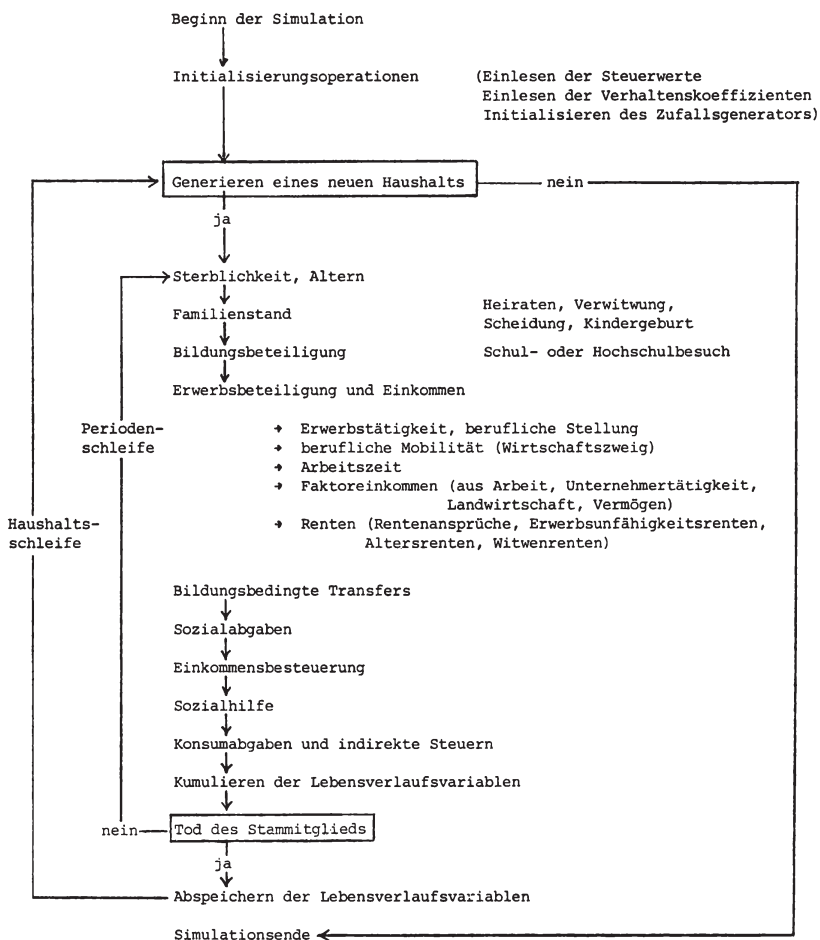 Beginn der Simulation
Initialisierungsoperationen (Einlesen der Steuerwerte
Einlesen der Verhaltenskoeffizienten
Initialisieren des Zufallsgenerators)
Generieren eines neuen Haushalts nein
ja
Sterblichkeit, Altern
Familienstand
Heiraten, Verwitwung,
Scheidung, Kindergeburt
Bildungsbeteiligung Schul- oder Hochschulbesuch
Erwerbsbeteiligung und Einkommen
Perioden-
schleife
→ Erwerbstätigkeit, berufliche Stellung
→ berufliche Mobilität (Wirtschaftszweig)
→ Arbeitszeit
→ Faktoreinkommen (aus Arbeit, Unternehmertätigkeit,
Landwirtschaft, Vermögen)
→ Renten (Rentenansprüche, Erwerbsunfähigkeitsrenten,
Altersrenten, Witwenrenten)
Haushalts-
schleife
Bildungsbedingte Transfers
Sozialabgaben
Einkommensbesteuerung
Sozialhilfe
Konsumabgaben und indirekte Steuern
Kumulieren der Lebensverlaufsvariablen
nein Tod des Stammitglieds
ja
Abspeichern der Lebensverlaufsvariablen
Simulationsende